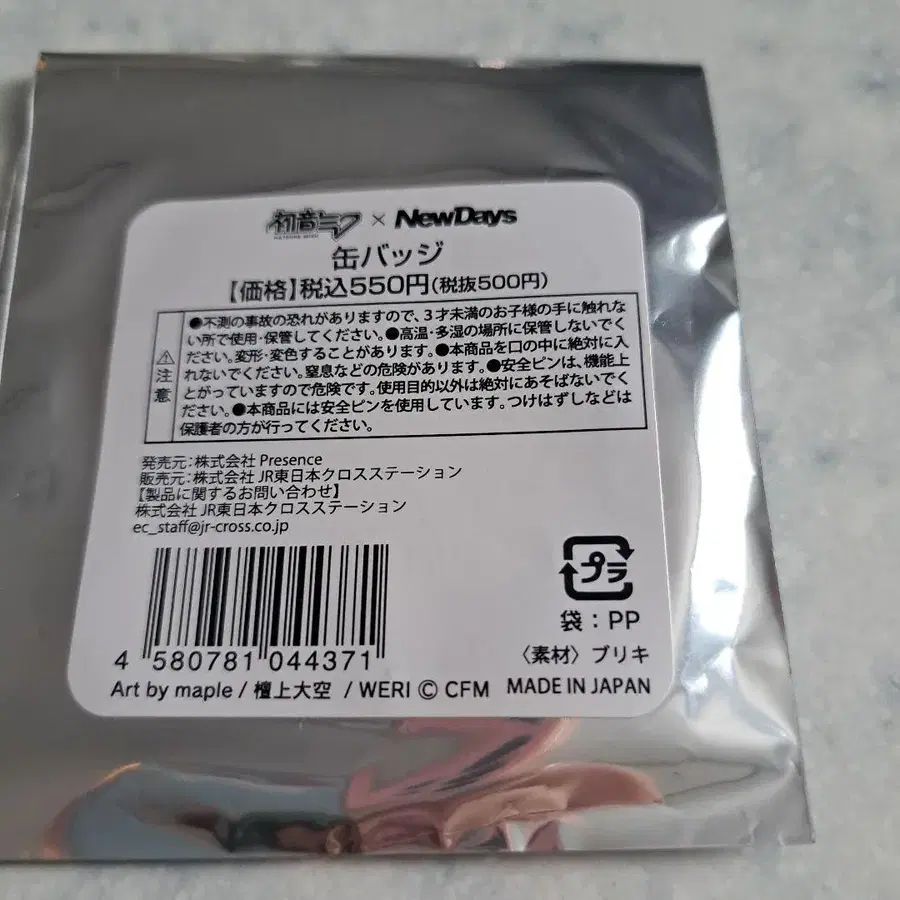 初音ミク × NewDays
HATSUNE MIKU
缶バッジ
【価格】税込550円(税抜500円)
⚠注意
●不測の事故の恐れがありますので、3才未満のお子様の手に触れな
い所で使用・保管してください。●高温・多湿の場所に保管しないでく
ださい。変形・変色することがあります。●本商品を口の中に絶対に入
れないでください。窒息などの危険があります。●安全ピンは、機能上
とがっていますので危険です。使用目的以外は絶対にあそばないでく
ださい。●本商品には安全ピンを使用しています。つけはずしなどは
保護者の方が行ってください。
発売元:株式会社 Presence
販売元:株式会社 JR東日本クロスステーション
【製品に関するお問い合わせ】
株式会社 JR東日本クロスステーション
ec_staff@jr-cross.co.jp
プラ
袋:PP
4 580781 044371
〈素材〉ブリキ
Art by maple / 檀上大空 / WERI © CFM MADE IN JAPAN